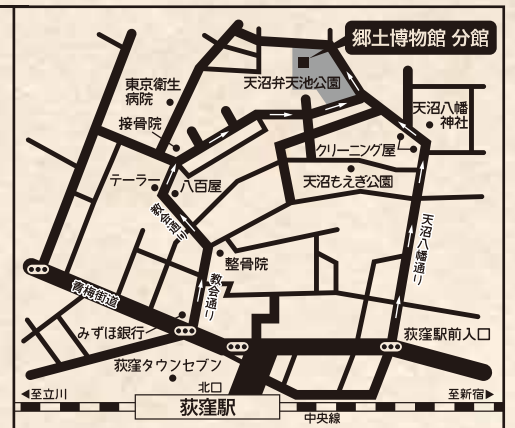 郷土博物館 分館
東京衛生
病院
天沼弁天池公園
天沼八幡
神社
接骨院
クリーニング屋
テーラー
八百屋
天沼もえぎ公園
教会通り
天沼八幡通り
整骨院
教会通り
青梅街道
みずほ銀行
荻窪駅前入口
荻窪タウンセブン
北口
◀至立川
至新宿▶
荻窪駅
中央線